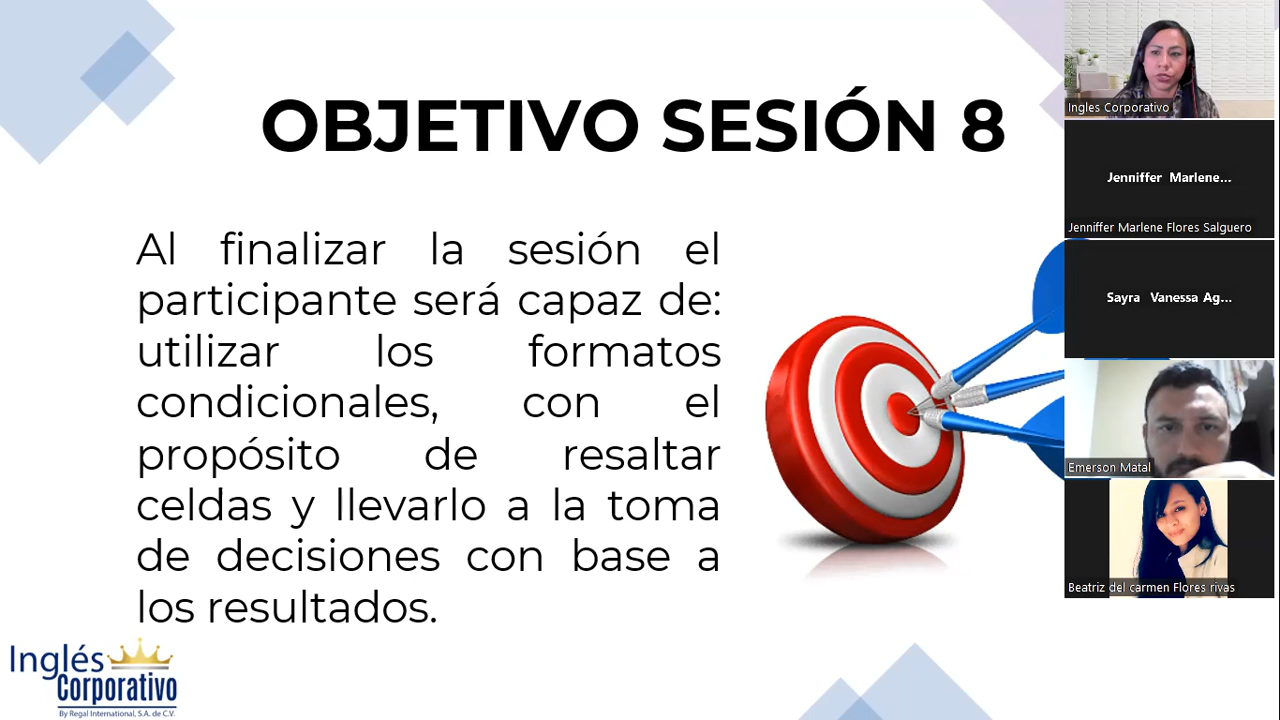 OBJETIVO SESIÓN 8
Al finalizar la sesión el
participante será capaz de:
utilizar los formatos
condicionales, con el
propósito de resaltar
celdas y llevarlo a la toma
de decisiones con base a
los resultados.
Inglés
Corporativo
By Regal International, S.A. de C.V.
Ingles Corporativo
Jenniffer Marlene...
Jenniffer Marlene Flores Salguero
Sayra Vanessa Ag...
Emerson Matal
Beatriz del carmen Flores rivas